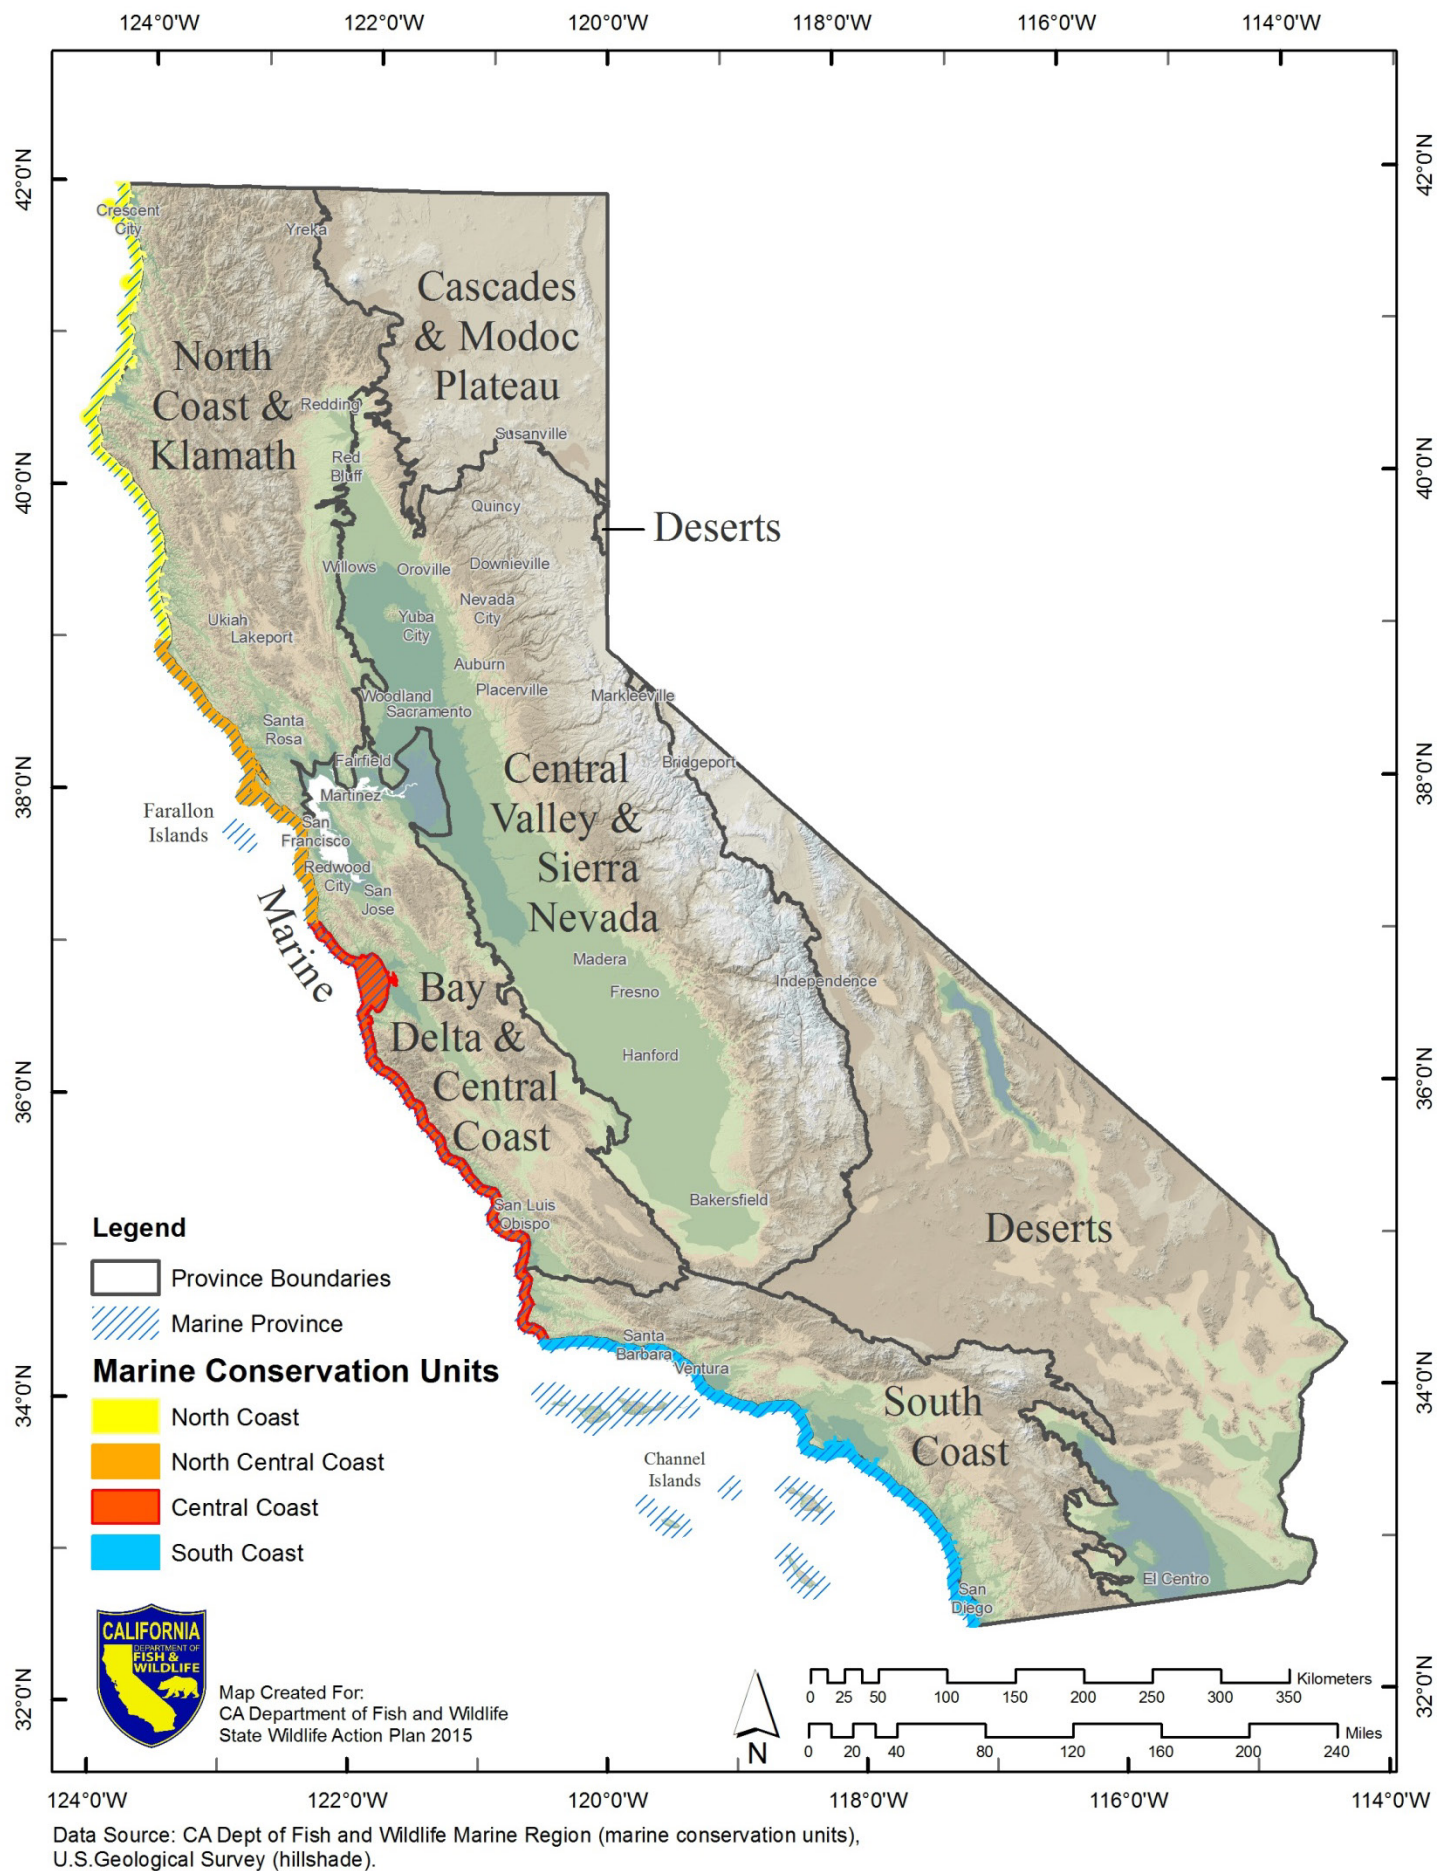 124°0'W
122°0'W
120°0'W
118°0'W
116°0'W
114°0'W
42°0'N
42°0'N
Crescent
City
Yreka
Cascades
& Modoc
Plateau
North
Coast &
Klamath
Redding
Susanville
Red
Bluff
40°0'N
40°0'N
Quincy
Deserts
Willows
Oroville
Downieville
Nevada
City
Yuba
City
Ukiah
Lakeport
Auburn
Placerville
Woodland
Sacramento
Markleeville
Santa
Rosa
Fairfield
Bridgeport
Central
Valley &
Sierra
Nevada
38°0'N
38°0'N
Martinez
Farallon
Islands
San
Francisco
Redwood
City
San
Jose
Marine
Madera
Fresno
Independence
Bay
Delta &
Central
Coast
Hanford
36°0'N
36°0'N
Bakersfield
San Luis
Obispo
Deserts
Legend
Province Boundaries
Marine Province
Marine Conservation Units
North Coast
North Central Coast
Central Coast
South Coast
Santa
Barbara
Ventura
34°0'N
34°0'N
South
Coast
Channel
Islands
El Centro
San
Diego
CALIFORNIA
DEPARTMENT OF
FISH &
WILDLIFE
Map Created For:
CA Department of Fish and Wildlife
State Wildlife Action Plan 2015
32°0'N
32°0'N
N
0 25 50 100 150 200 250 300 350 Kilometers
0 20 40 80 120 160 200 240 Miles
124°0'W
122°0'W
120°0'W
118°0'W
116°0'W
114°0'W
Data Source: CA Dept of Fish and Wildlife Marine Region (marine conservation units),
U.S.Geological Survey (hillshade).